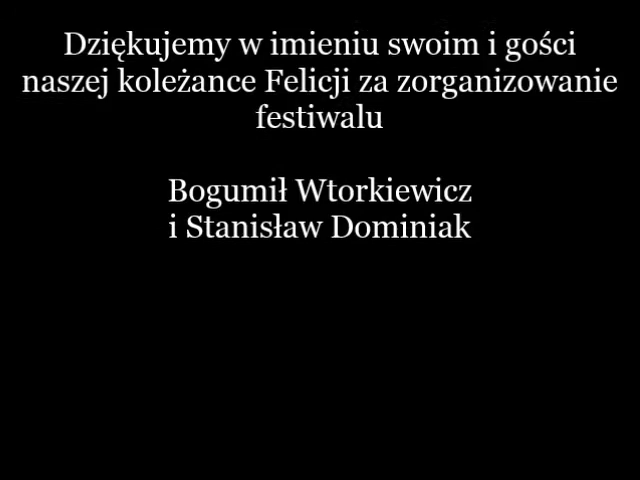 Dziękujemy w imieniu swoim i gości
naszej koleżance Felicji za zorganizowanie
festiwalu
Bogumił Wtorkiewicz
i Stanisław Dominiak